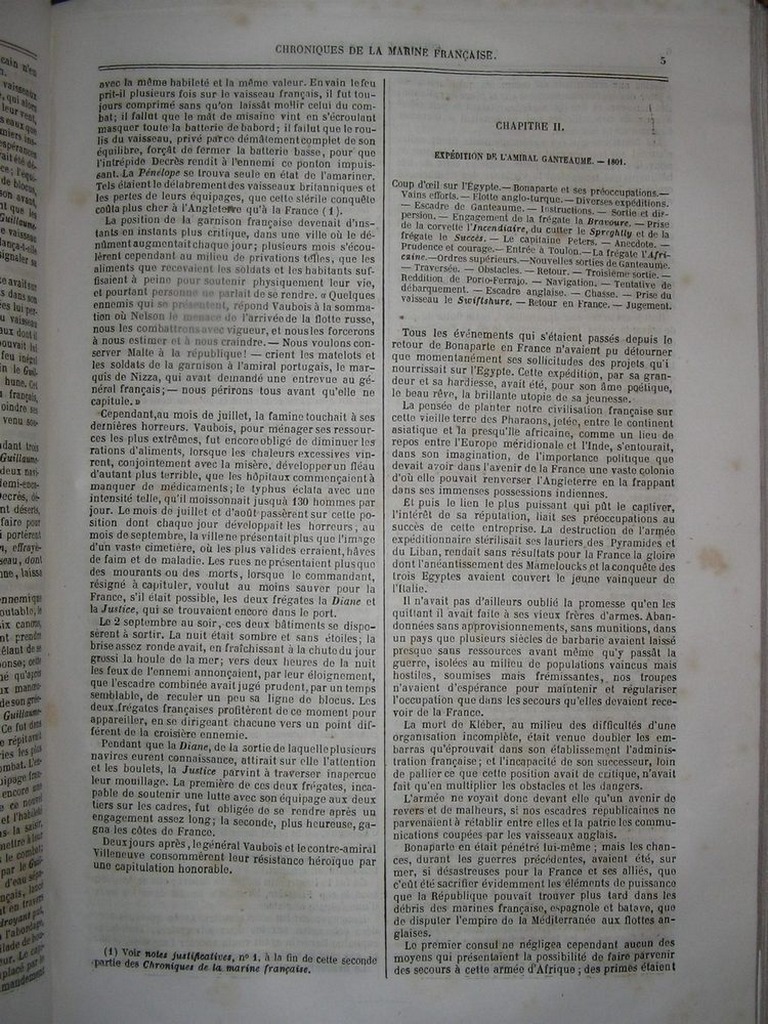 CHRONIQUES DE LA MARINE FRANÇAISE.
5
avec la même habileté et la même valeur. En vain le feu
prit-il plusieurs fois sur le vaisseau français, il fut tou-
jours comprimé sans qu'on laissât mollir celui du com-
bat; il fallut que le mât de misaine vint en s'écroulant
masquer toute la batterie de babord; il fallut que le rou-
lis du vaisseau, privé par ce démâtement complet de son
équilibre, forçât de fermer la batterie basse, pour que
l'intrépide Decrès rendit à l'ennemi ce ponton impuis-
sant. La Pénélope se trouva seule en état de l'amariner.
Tels étaient le délabrement des vaisseaux britanniques et
les pertes de leurs équipages, que cette stérile conquête
coûta plus cher à l'Angleterre qu'à la France (1).
La position de la garnison française devenait d'ins-
tants en instants plus critique, dans une ville où le dé-
nûment augmentait chaque jour; plusieurs mois s'écou-
lèrent cependant au milieu de privations telles, que les
aliments que recevaient les soldats et les habitants suf-
fisaient à peine pour soutenir physiquement leur vie,
et pourtant personne ne parlait de se rendre. « Quelques
ennemis qui se présentent, répond Vaubois à la somma-
tion où Nelson le menace de l'arrivée de la flotte russe,
nous les combattrons avec vigueur, et nous les forcerons
à nous estimer et à nous craindre. — Nous voulons con-
server Malte à la république! — crient les matelots et
les soldats de la garnison à l'amiral portugais, le mar-
quis de Nizza, qui avait demandé une entrevue au gé-
néral français; — nous périrons tous avant qu'elle ne
capitule. »
Cependant, au mois de juillet, la famine touchait à ses
dernières horreurs. Vaubois, pour ménager ses ressour-
ces les plus extrêmes, fut encore obligé de diminuer les
rations d'aliments, lorsque les chaleurs excessives vin-
rent, conjointement avec la misère, développer un fléau
d'autant plus terrible, que les hôpitaux commençaient à
manquer de médicaments; le typhus éclata avec une
intensité telle, qu'il moissonnait jusqu'à 130 hommes par
jour. Le mois de juillet et d'août passèrent sur cette po-
sition dont chaque jour développait les horreurs; au
mois de septembre, la ville ne présentait plus que l'image
d'un vaste cimetière, où les plus valides erraient, hâves
de faim et de maladie. Les rues ne présentaient plus que
des mourants ou des morts, lorsque le commandant,
résigné à capituler, voulut au moins sauver pour la
France, s'il était possible, les deux frégates la Diane et
la Justice, qui se trouvaient encore dans le port.
Le 2 septembre au soir, ces deux bâtiments se dispo-
sèrent à sortir. La nuit était sombre et sans étoiles; la
brise assez ronde avait, en fraîchissant à la chute du jour
grossi la houle de la mer; vers deux heures de la nuit
les feux de l'ennemi annonçaient, par leur éloignement,
que l'escadre combinée avait jugé prudent, par un temps
semblable, de reculer un peu sa ligne de blocus. Les
deux frégates françaises profitèrent de ce moment pour
appareiller, en se dirigeant chacune vers un point dif-
férent de la croisière ennemie.
Pendant que la Diane, de la sortie de laquelle plusieurs
navires eurent connaissance, attirait sur elle l'attention
et les boulets, la Justice parvint à traverser inaperçue
leur mouillage. La première de ces deux frégates, inca-
pable de soutenir une lutte avec son équipage aux deux
tiers sur les cadres, fut obligée de se rendre après un
engagement assez long; la seconde, plus heureuse, ga-
gna les côtes de France.
Deux jours après, le général Vaubois et le contre-amiral
Villeneuve consommèrent leur résistance héroïque par
une capitulation honorable.
(1) Voir notes justificatives, n° 1, à la fin de cette seconde
partie des Chroniques de la marine française.
CHAPITRE II.
EXPÉDITION DE L'AMIRAL GANTEAUME. — 1801.
Coup d'œil sur l'Égypte. — Bonaparte et ses préoccupations. —
Vains efforts. — Flotte anglo-turque. — Diverses expéditions.
— Escadre de Ganteaume. — Instructions. — Sortie et dis-
persion. — Engagement de la frégate la Bravoure. — Prise
de la corvette l'Incendiaire, du cutter le Spreghlly et de la
frégate le Succès. — Le capitaine Peters. — Anecdote. —
Prudence et courage. — Entrée à Toulon. — La frégate l'Afri-
caine. — Ordres supérieurs. — Nouvelles sorties de Ganteaume.
— Traversée. — Obstacles. — Retour. — Troisième sortie. —
Reddition de Porto-Ferrajo. — Navigation. — Tentative de
débarquement. — Escadre anglaise. — Chasse. — Prise du
vaisseau le Swiftshure. — Retour en France. — Jugement.
Tous les événements qui s'étaient passés depuis le
retour de Bonaparte en France n'avaient pu détourner
que momentanément ses sollicitudes des projets qu'i
nourrissait sur l'Égypte. Cette expédition, par sa gran-
deur et sa hardiesse, avait été, pour son âme poétique,
le beau rêve, la brillante utopie de sa jeunesse.
La pensée de planter notre civilisation française sur
cette vieille terre des Pharaons, jetée, entre le continent
asiatique et la presqu'île africaine, comme un lieu de
repos entre l'Europe méridionale et l'Inde, s'entourait,
dans son imagination, de l'importance politique que
devait avoir dans l'avenir de la France une vaste colonie
d'où elle pouvait renverser l'Angleterre en la frappant
dans ses immenses possessions indiennes.
Et puis le lien le plus puissant qui pût le captiver,
l'intérêt de sa réputation, liait ses préoccupations au
succès de cette entreprise. La destruction de l'armée
expéditionnaire stérilisait ses lauriers des Pyramides et
du Liban, rendait sans résultats pour la France la gloire
dont l'anéantissement des Mameloucks et la conquête des
trois Egyptes avaient couvert le jeune vainqueur de
l'Italie.
Il n'avait pas d'ailleurs oublié la promesse qu'en les
quittant il avait faite à ses vieux frères d'armes. Aban-
données sans approvisionnements, sans munitions, dans
un pays que plusieurs siècles de barbarie avaient laissé
presque sans ressources avant même qu'y passât la
guerre, isolées au milieu de populations vaincus mais
hostiles, soumises mais frémissantes, nos troupes
n'avaient d'espérance pour maintenir et régulariser
l'occupation que dans les secours qu'elles devaient rece-
voir de la France.
La mort de Kléber, au milieu des difficultés d'une
organisation incomplète, était venue doubler les em-
barras qu'éprouvait dans son établissement l'adminis-
tration française; et l'incapacité de son successeur, loin
de pallier ce que cette position avait de critique, n'avait
fait qu'en multiplier les obstacles et les dangers.
L'armée ne voyait donc devant elle qu'un avenir de
revers et de malheurs, si nos escadres républicaines ne
parvenaient à rétablir entre elles et la patrie les commu-
nications coupées par les vaisseaux anglais.
Bonaparte en était pénétré lui-même; mais les chan-
ces, durant les guerres précédentes, avaient été, sur
mer, si désastreuses pour la France et ses alliés, que
c'eût été sacrifier évidemment les éléments de puissance
que la République pouvait trouver plus tard dans les
débris des marines française, espagnole et batave, que
de disputer l'empire de la Méditerranée aux flottes an-
glaises.
Le premier consul ne négligea cependant aucun des
moyens qui présentaient la possibilité de faire parvenir
des secours à cette armée d'Afrique; des primes étaient